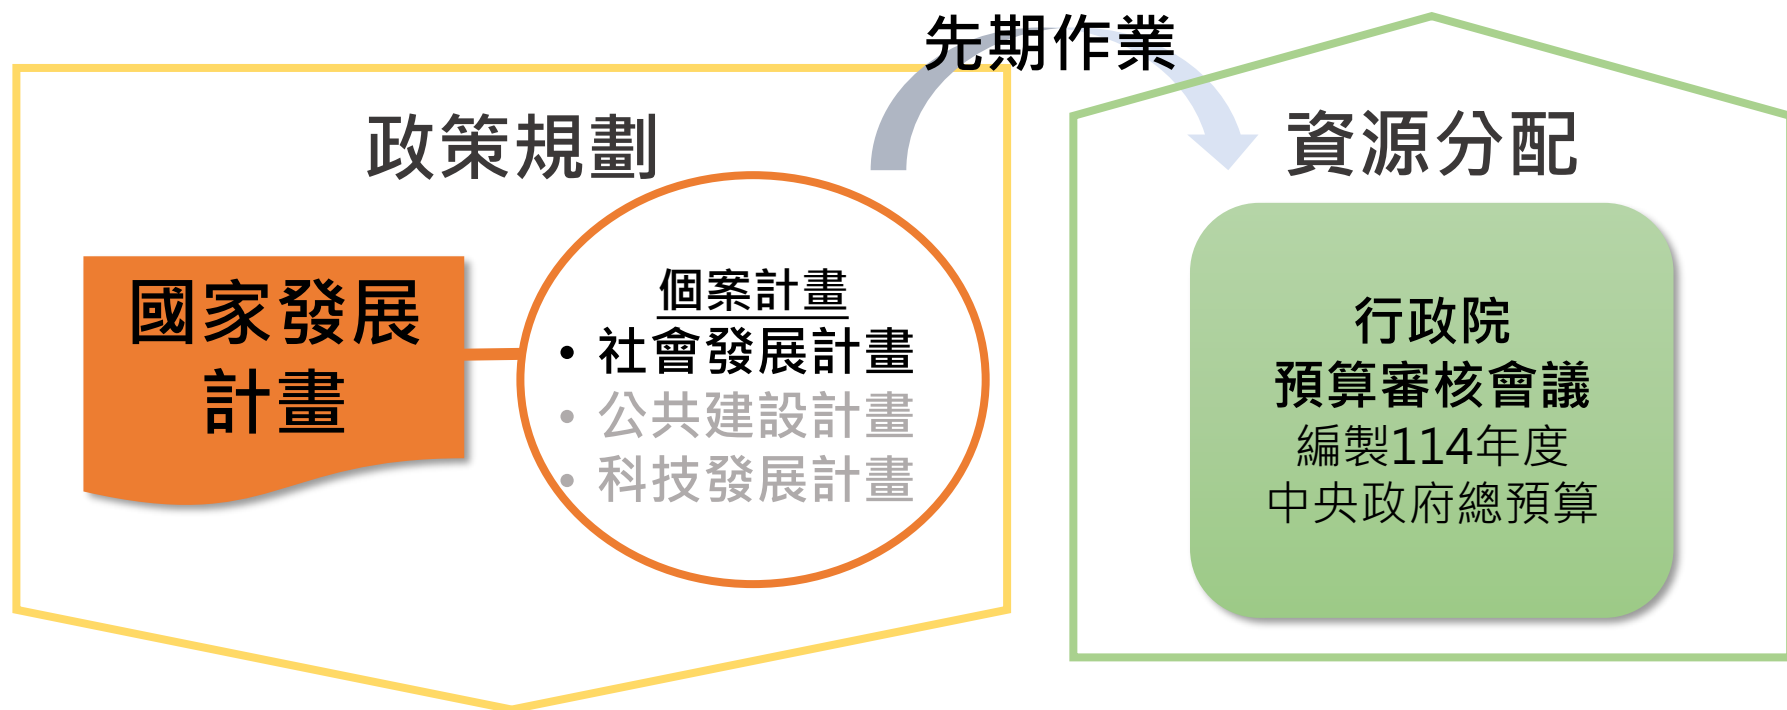 先期作業
政策規劃
國家發展
計畫
個案計畫
• 社會發展計畫
• 公共建設計畫
• 科技發展計畫
資源分配
行政院
預算審核會議
編製114年度
中央政府總預算